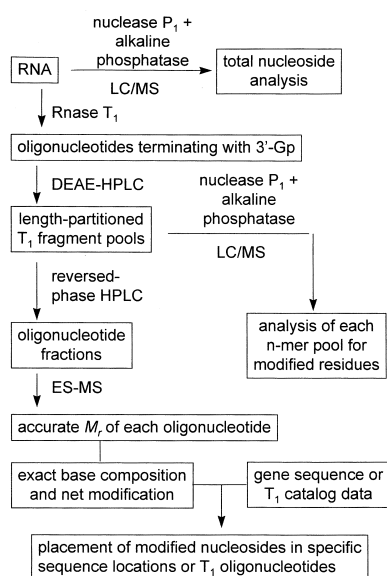 nuclease P1 +
alkaline
phosphatase
RNA
LC/MS
total nucleoside
analysis
Rnase T1
oligonucleotides terminating with 3'-Gp
DEAE-HPLC
nuclease P1 +
alkaline
phosphatase
length-partitioned
T1 fragment pools
LC/MS
reversed-
phase HPLC
oligonucleotide
fractions
analysis of each
n-mer pool for
modified residues
ES-MS
accurate Mr of each oligonucleotide
exact base composition
and net modification
gene sequence or
T1 catalog data
placement of modified nucleosides in specific
sequence locations or T1 oligonucleotides